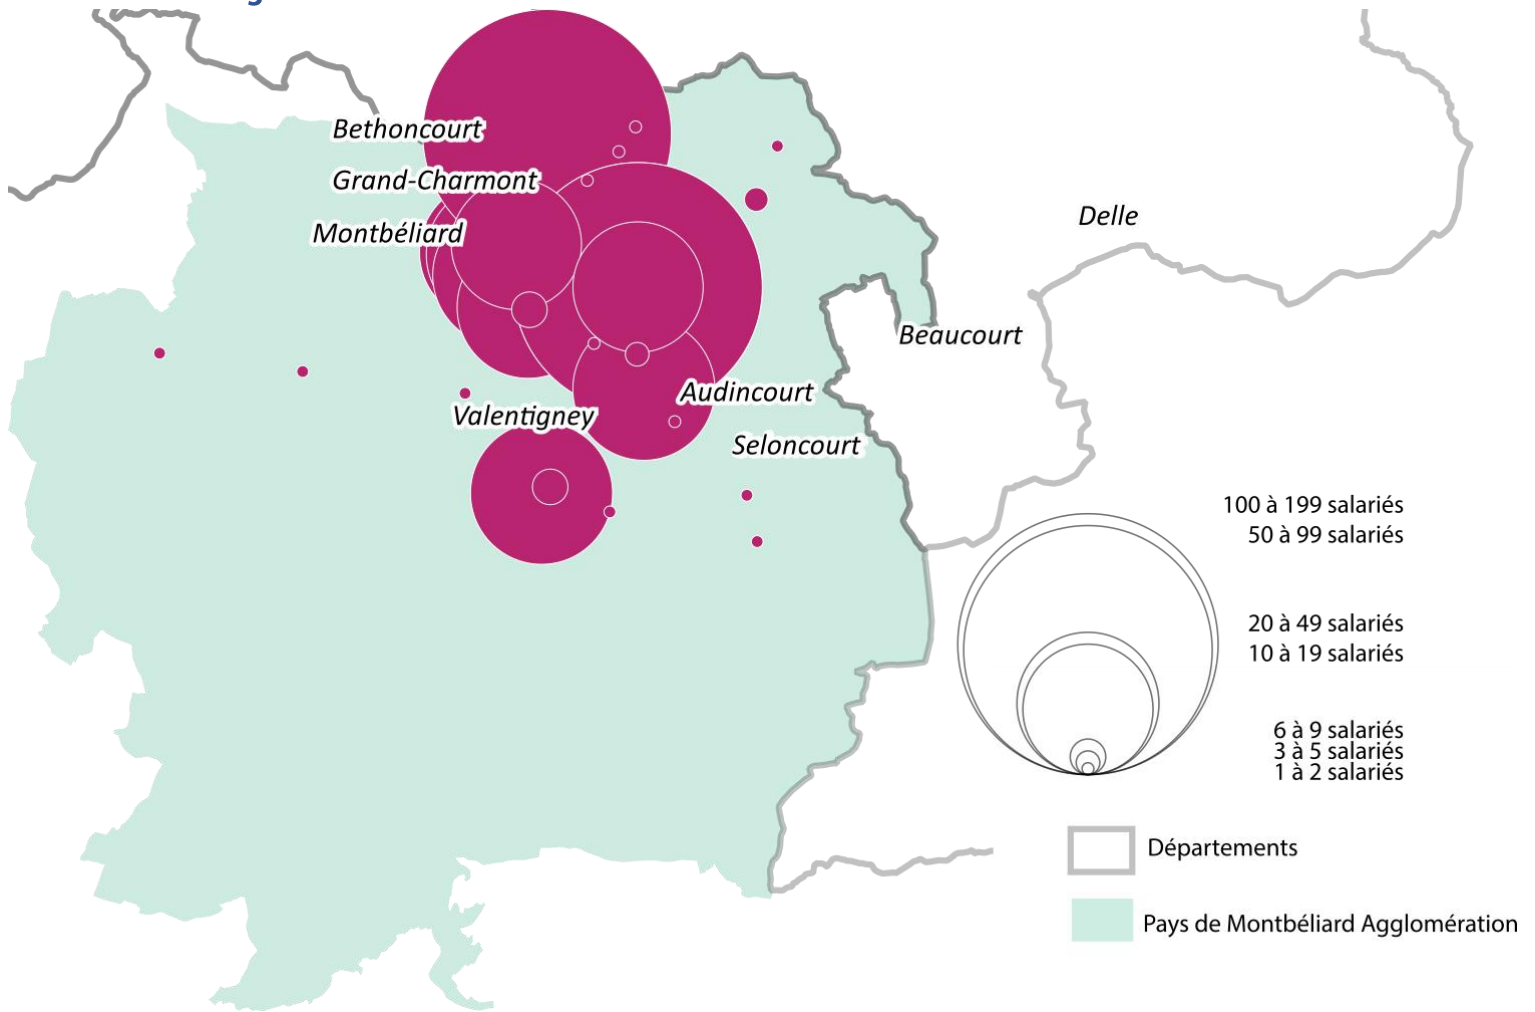 Bethoncourt
Grand-Charmont
Montbéliard
Delle
Beaucourt
Audincourt
Valentigney
Seloncourt
100 à 199 salariés
50 à 99 salariés
20 à 49 salariés
10 à 19 salariés
6 à 9 salariés
3 à 5 salariés
1 à 2 salariés
Départements
Pays de Montbéliard Agglomération